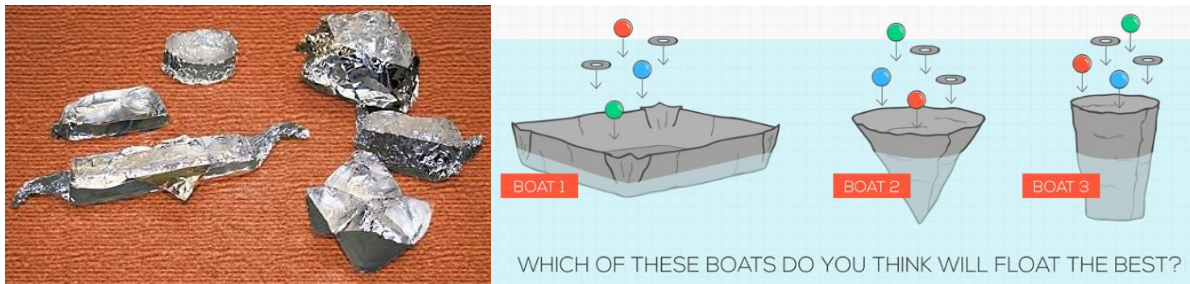 BOAT 1
BOAT 2
BOAT 3
WHICH OF THESE BOATS DO YOU THINK WILL FLOAT THE BEST?